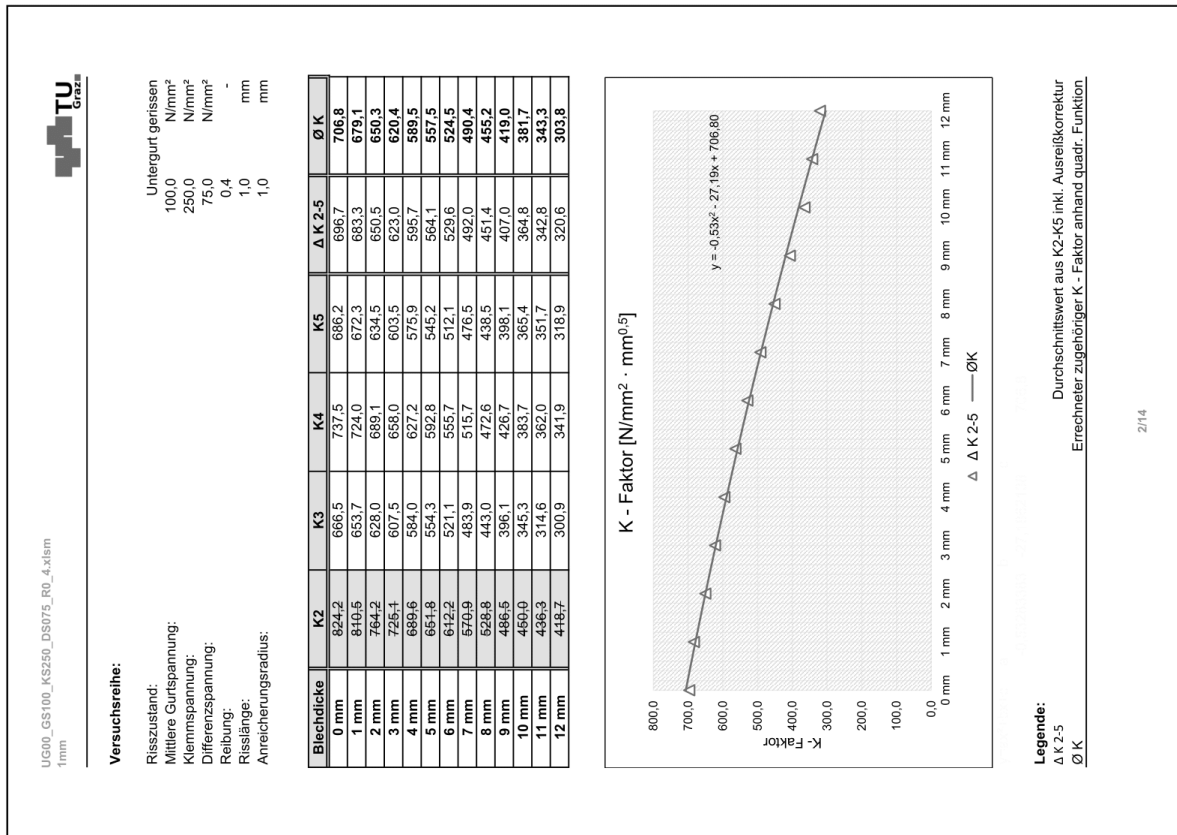 UG00_GS100_KS250_DS075_R0_4.xlsm
1mm
TU
Graz
Versuchsreihe:
Risszustand: Untergurt gerissen
Mittlere Gurtspannung: 100,0 N/mm²
Klemmspannung: 250,0 N/mm²
Differenzspannung: 75,0 N/mm²
Reibung: 0,4 -
Risslänge: 1,0 mm
Anreicherungsradius: 1,0 mm
Blechdicke K2 K3 K4 K5 Δ K 2-5 Ø K
0 mm 824,2 666,5 737,5 686,2 696,7 706,8
1 mm 810,5 653,7 724,0 672,3 683,3 679,1
2 mm 764,2 628,0 689,1 634,5 650,5 650,3
3 mm 725,1 607,5 658,0 603,5 623,0 620,4
4 mm 689,6 584,0 627,2 575,9 595,7 589,5
5 mm 651,8 554,3 592,8 545,2 564,1 557,5
6 mm 612,2 521,1 555,7 512,1 529,6 524,5
7 mm 570,9 483,9 515,7 476,5 492,0 490,4
8 mm 528,8 443,0 472,6 438,5 451,4 455,2
9 mm 486,5 396,1 426,7 398,1 407,0 419,0
10 mm 450,0 345,3 383,7 365,4 364,8 381,7
11 mm 436,3 314,6 362,0 351,7 342,8 343,3
12 mm 418,7 300,9 341,9 318,9 320,6 303,8
K - Faktor [N/mm² · mm^0,5]
y = -0,53x² - 27,19x + 706,80
K- Faktor
800,0
700,0
600,0
500,0
400,0
300,0
200,0
100,0
0,0
0 mm 1 mm 2 mm 3 mm 4 mm 5 mm 6 mm 7 mm 8 mm 9 mm 10 mm 11 mm 12 mm
Δ K 2-5 ØK
Legende:
Δ K 2-5 Durchschnittswert aus K2-K5 inkl. Ausreißkorrektur
Ø K Errechneter zugehöriger K - Faktor anhand quadr. Funktion
2/14